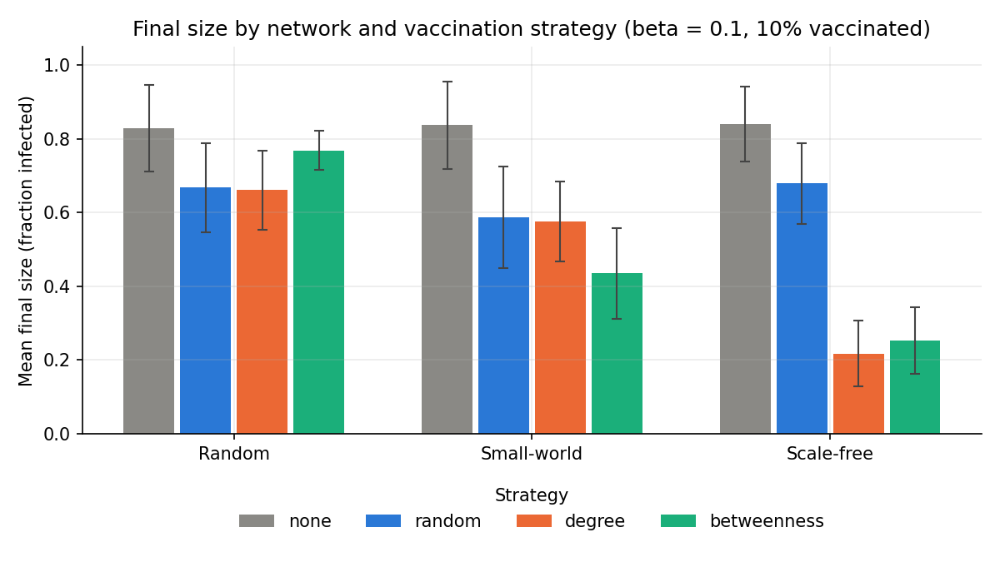 Final size by network and vaccination strategy (beta = 0.1, 10% vaccinated)
Mean final size (fraction infected)
1.0
0.8
0.6
0.4
0.2
0.0
Random Small-world Scale-free
Strategy
none random degree betweenness